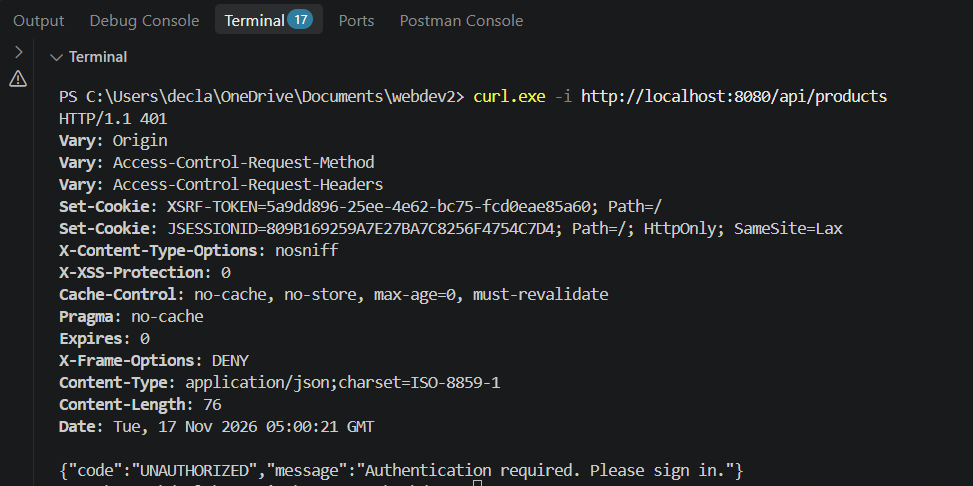 Output Debug Console Terminal 17 Ports Postman Console
Terminal
PS C:\Users\decla\OneDrive\Documents\webdev2> curl.exe -i http://localhost:8080/api/products
HTTP/1.1 401
Vary: Origin
Vary: Access-Control-Request-Method
Vary: Access-Control-Request-Headers
Set-Cookie: XSRF-TOKEN=5a9dd896-25ee-4e62-bc75-fcd0eae85a60; Path=/
Set-Cookie: JSESSIONID=809B169259A7E27BA7C8256F4754C7D4; Path=/; HttpOnly; SameSite=Lax
X-Content-Type-Options: nosniff
X-XSS-Protection: 0
Cache-Control: no-cache, no-store, max-age=0, must-revalidate
Pragma: no-cache
Expires: 0
X-Frame-Options: DENY
Content-Type: application/json;charset=ISO-8859-1
Content-Length: 76
Date: Tue, 17 Nov 2026 05:00:21 GMT
{"code":"UNAUTHORIZED","message":"Authentication required. Please sign in."}